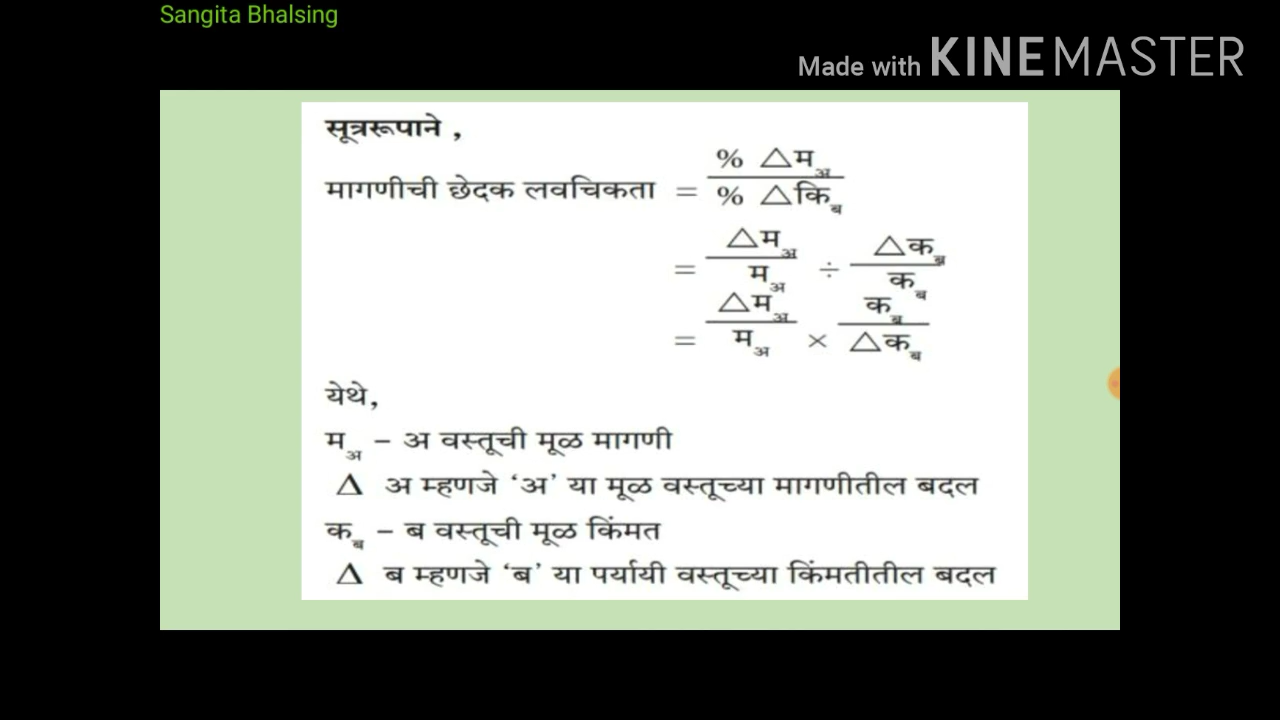 Sangita Bhalsing
Made with KINEMASTER
सूत्ररूपाने ,
मागणीची छेदक लवचिकता = % △मअ / % △किब
= △मअ / मअ ÷ △कब / कब
= △मअ / मअ × कब / △कब
येथे,
मअ – अ वस्तूची मूळ मागणी
Δ अ म्हणजे ‘अ’ या मूळ वस्तूच्या मागणीतील बदल
कब – ब वस्तूची मूळ किंमत
Δ ब म्हणजे ‘ब’ या पर्यायी वस्तूच्या किंमतीतील बदल